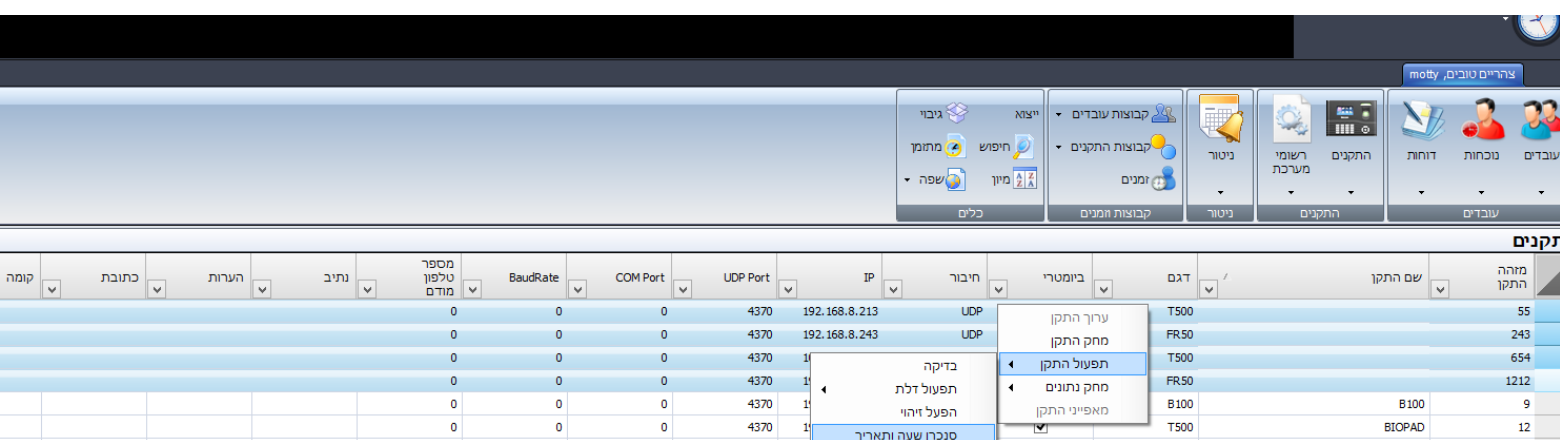 צהריים טובים, motty
עובדים נוכחות דוחות התקנים רשומי מערכת ניטור
קבוצות עובדים
קבוצות התקנים
זמנים
ייצוא גיבוי
חיפוש מתוזמן
מיון שפה
עובדים התקנים ניטור קבוצות וזמנים כלים
תקנים
מזהה התקן שם התקן דגם ביומטרי חיבור IP UDP Port COM Port BaudRate מספר טלפון מודם נתיב הערות כתובת קומה
55 T500 UDP 192.168.8.213 4370 0 0 0
243 FR50 UDP 192.168.8.243 4370 0 0 0
654 T500 4370 0 0 0
1212 FR50 4370 0 0 0
9 B100 B100 4370 0 0 0
12 BIOPAD T500 4370 0 0 0
ערוך התקן
מחק התקן
תפעול התקן
מחק נתונים
מאפייני התקן
בדיקה
תפעול דלת
הפעל זיהוי
סנכרן שעה ותאריך